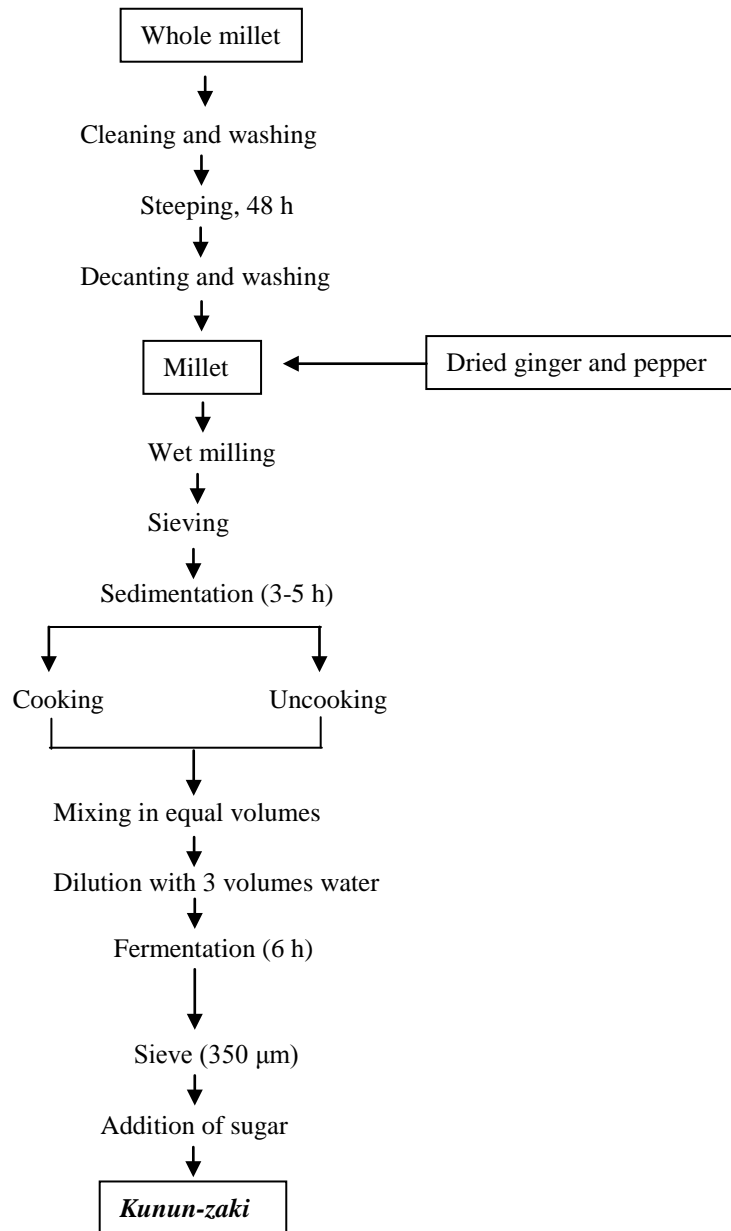 Whole millet
Cleaning and washing
Steeping, 48 h
Decanting and washing
Millet
Dried ginger and pepper
Wet milling
Sieving
Sedimentation (3-5 h)
Cooking
Uncooking
Mixing in equal volumes
Dilution with 3 volumes water
Fermentation (6 h)
Sieve (350 μm)
Addition of sugar
Kunun-zaki